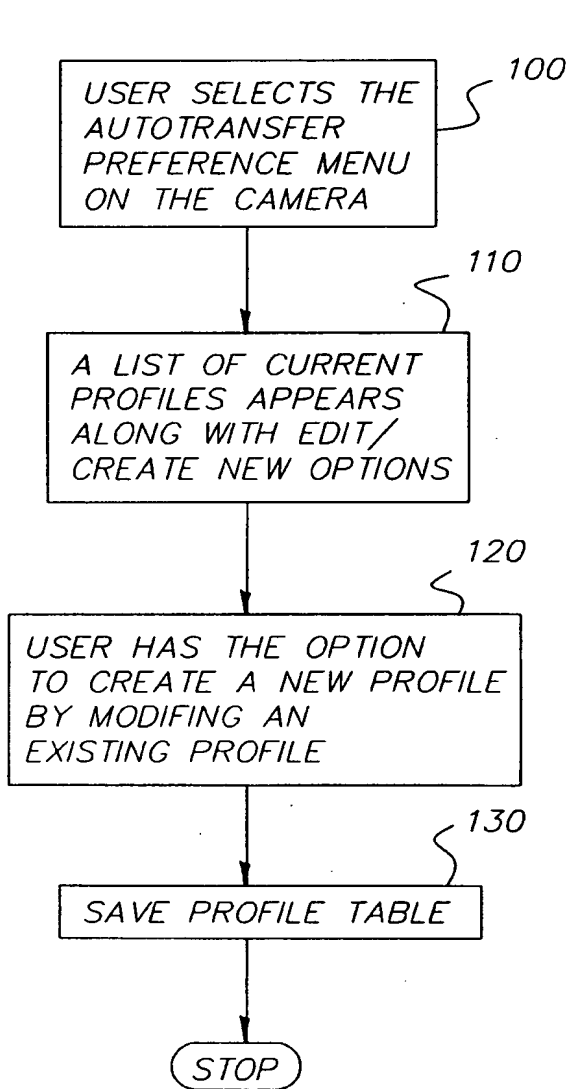 100
USER SELECTS THE
AUTOTRANSFER
PREFERENCE MENU
ON THE CAMERA
110
A LIST OF CURRENT
PROFILES APPEARS
ALONG WITH EDIT/
CREATE NEW OPTIONS
120
USER HAS THE OPTION
TO CREATE A NEW PROFILE
BY MODIFING AN
EXISTING PROFILE
130
SAVE PROFILE TABLE
STOP